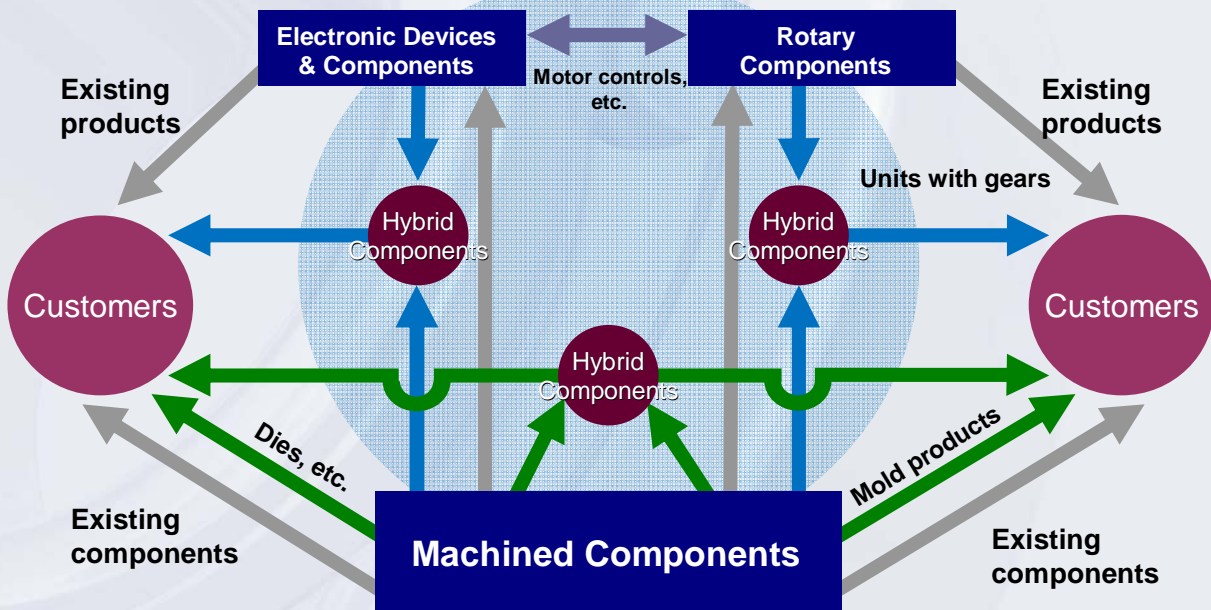 Electronic Devices
& Components
Rotary
Components
Motor controls,
etc.
Existing
products
Existing
products
Units with gears
Hybrid
Components
Hybrid
Components
Customers
Customers
Hybrid
Components
Dies, etc.
Mold products
Existing
components
Machined Components
Existing
components